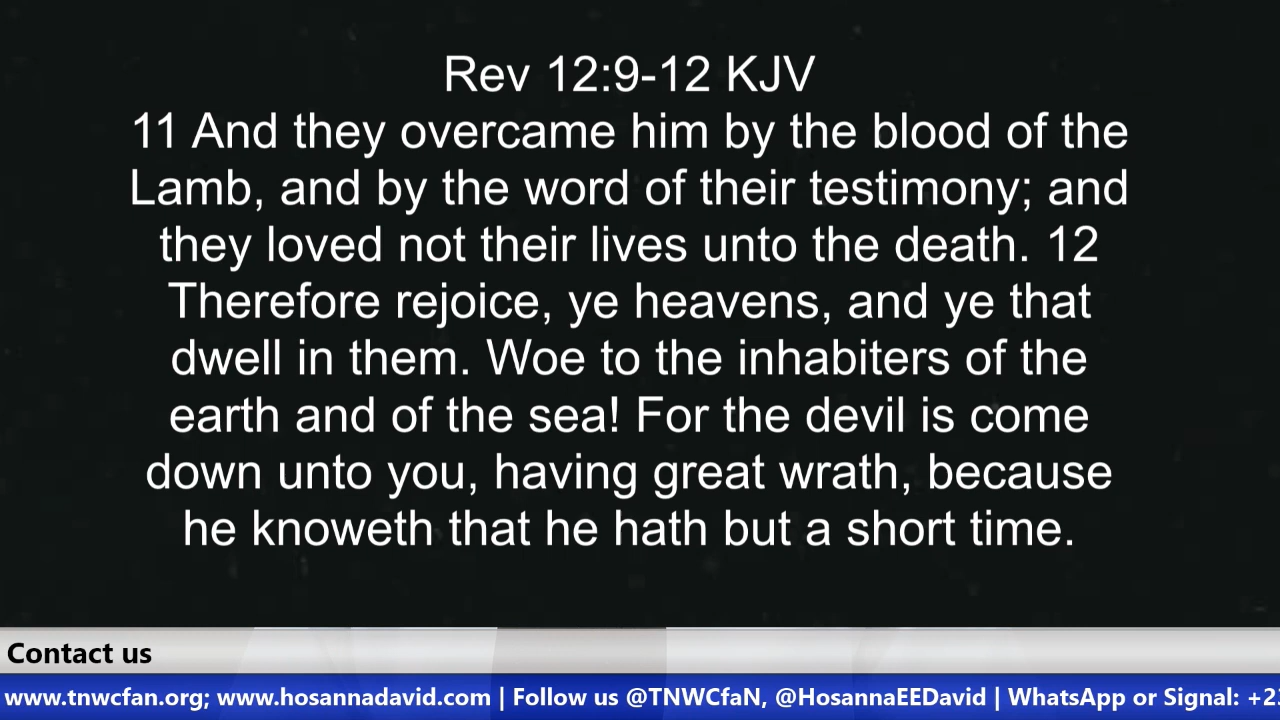 Rev 12:9-12 KJV
11 And they overcame him by the blood of the
Lamb, and by the word of their testimony; and
they loved not their lives unto the death. 12
Therefore rejoice, ye heavens, and ye that
dwell in them. Woe to the inhabiters of the
earth and of the sea! For the devil is come
down unto you, having great wrath, because
he knoweth that he hath but a short time.
Contact us
www.tnwcfan.org; www.hosannadavid.com | Follow us @TNWCfaN, @HosannaEEDavid | WhatsApp or Signal: